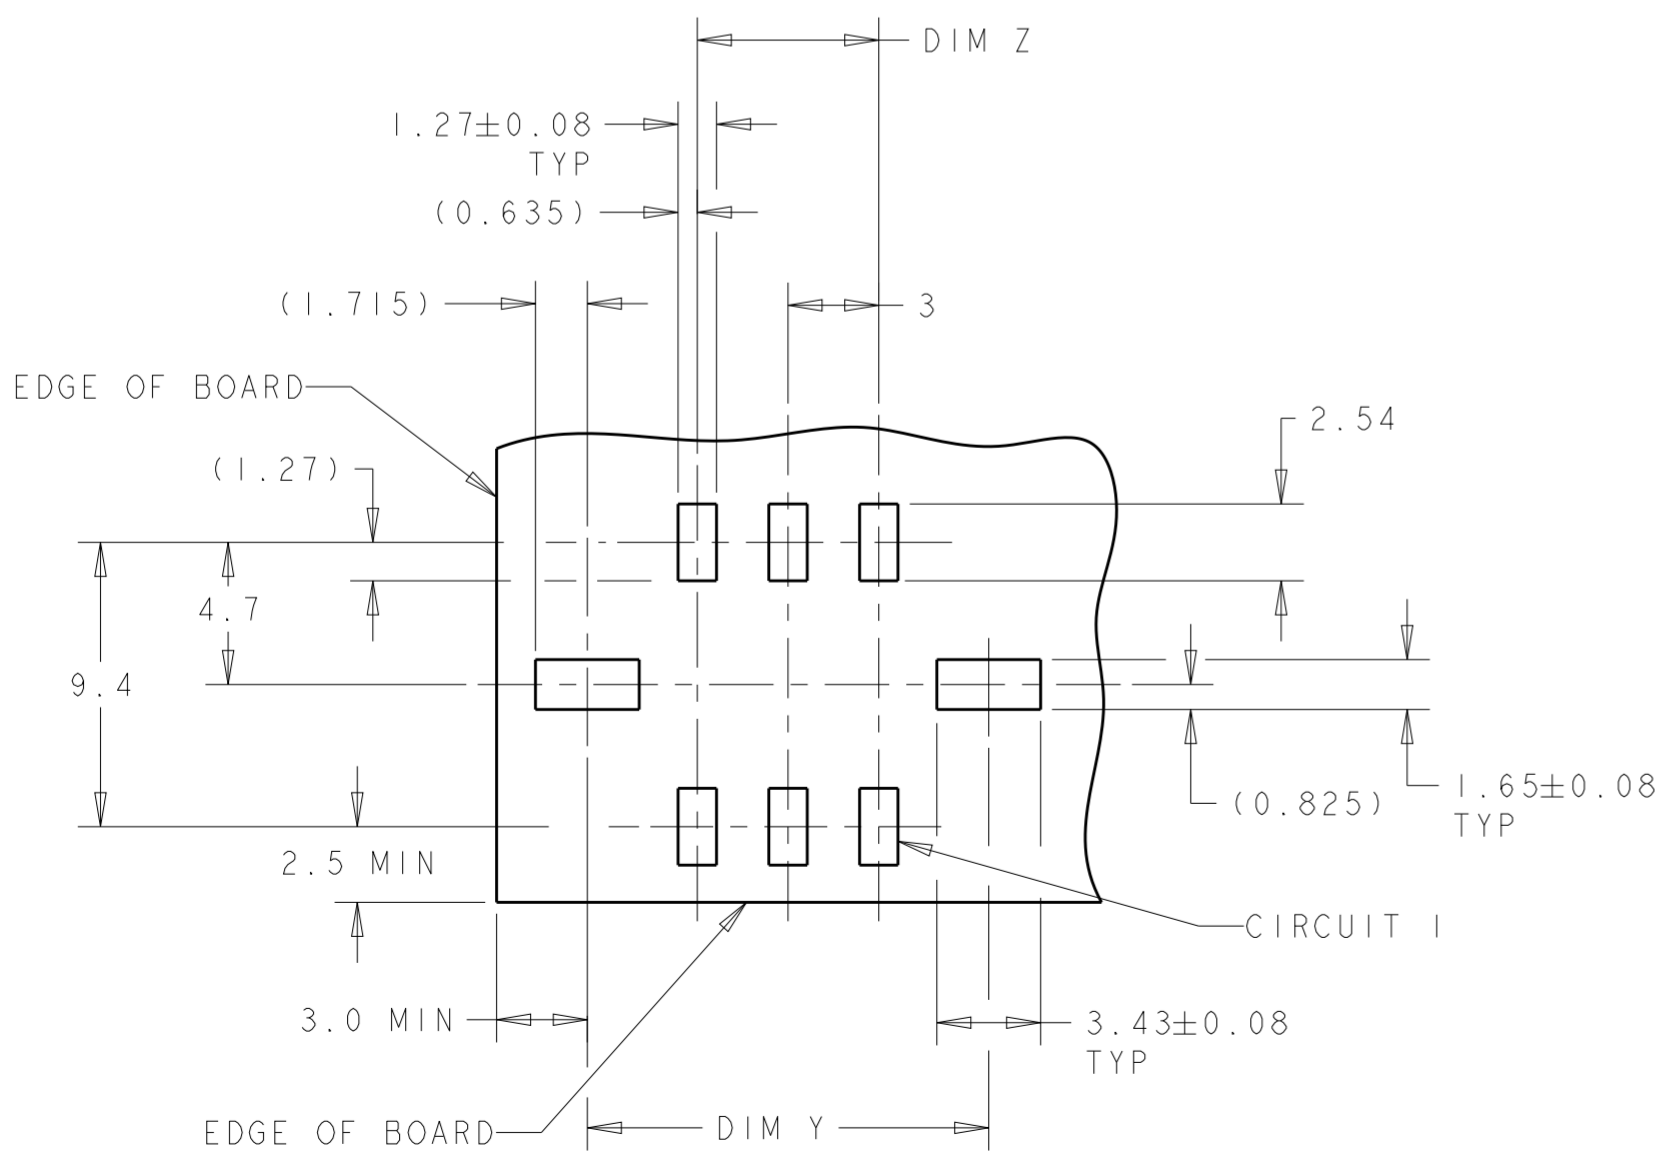 DIM Z
1.27±0.08
TYP
(0.635)
(1.715)
3
EDGE OF BOARD
2.54
(1.27)
4.7
9.4
1.65±0.08
TYP
(0.825)
2.5 MIN
CIRCUIT 1
3.0 MIN
3.43±0.08
TYP
DIM Y
EDGE OF BOARD